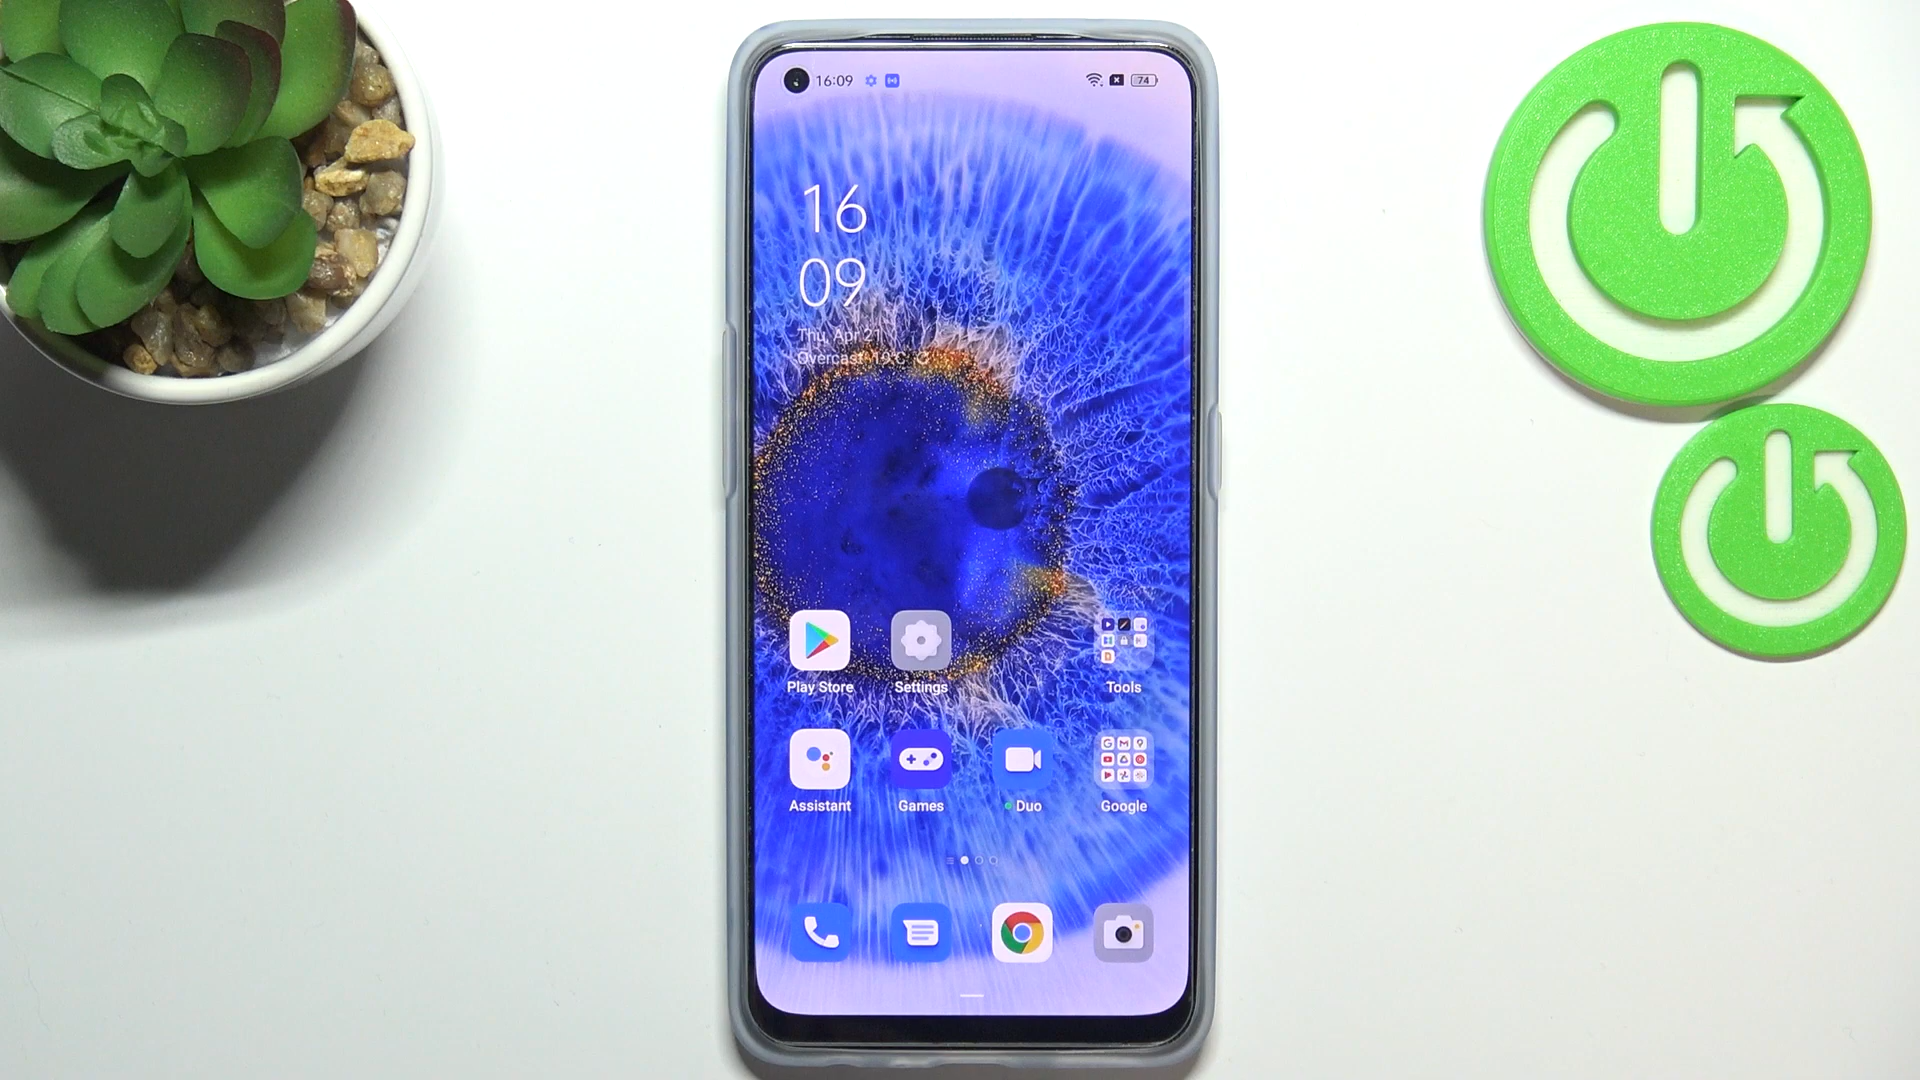 16:09
74
16
09
Thu, Apr 21
Overcast 19°C
Play Store
Settings
Tools
Assistant
Games
Duo
Google